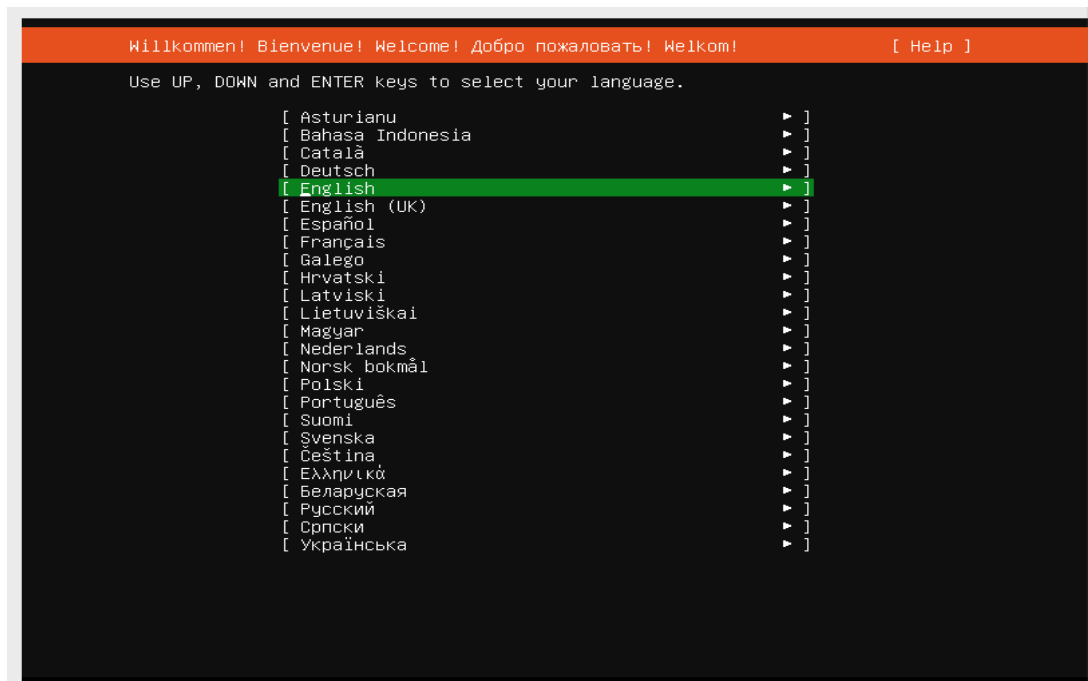 Willkommen! Bienvenue! Welcome! Добро пожаловать! Welkom! [ Help ]
Use UP, DOWN and ENTER keys to select your language.
[ Asturianu ► ]
[ Bahasa Indonesia ► ]
[ Català ► ]
[ Deutsch ► ]
[ English ► ]
[ English (UK) ► ]
[ Español ► ]
[ Français ► ]
[ Galego ► ]
[ Hrvatski ► ]
[ Latviski ► ]
[ Lietuviškai ► ]
[ Magyar ► ]
[ Nederlands ► ]
[ Norsk bokmål ► ]
[ Polski ► ]
[ Português ► ]
[ Suomi ► ]
[ Svenska ► ]
[ Čeština ► ]
[ Ελληνικά ► ]
[ Беларуская ► ]
[ Русский ► ]
[ Српски ► ]
[ Українська ► ]